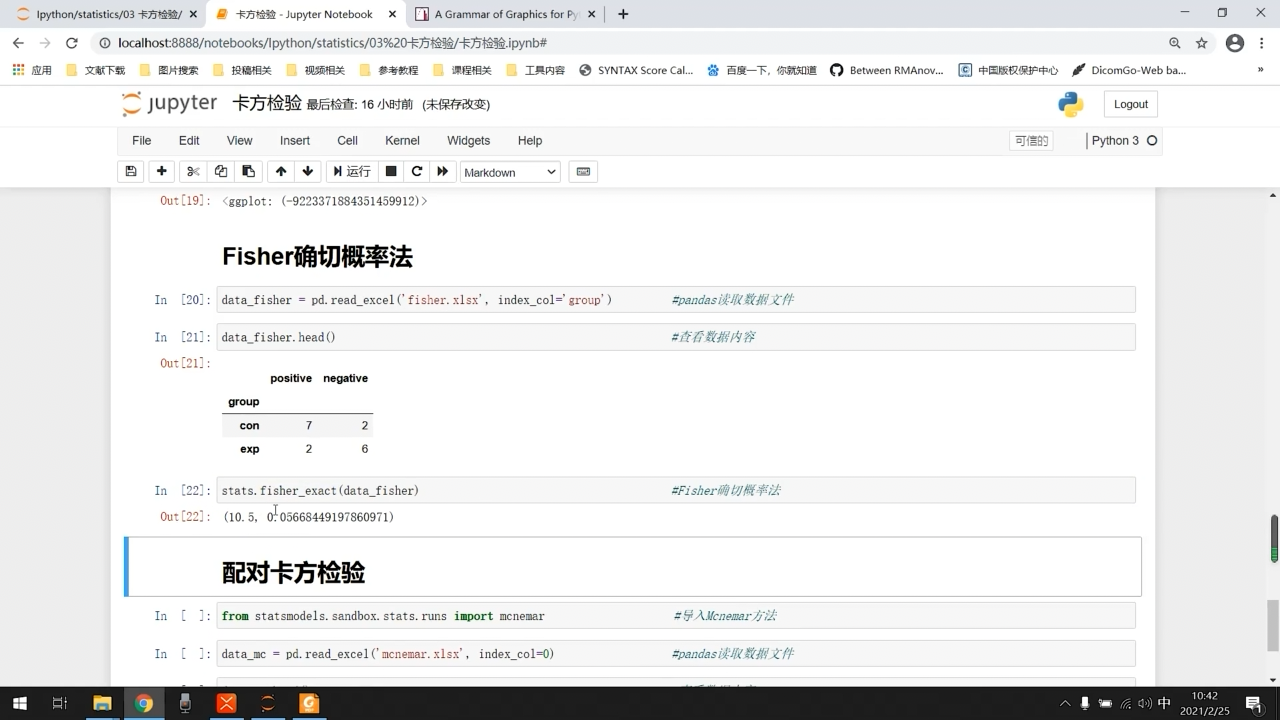 Ipython/statistics/03 卡方检验/
卡方检验 - Jupyter Notebook
A Grammar of Graphics for Py
localhost:8888/notebooks/Ipython/statistics/03%20卡方检验/卡方检验.ipynb#
应用 文献下载 图片搜索 投稿相关 视频相关 参考教程 课程相关 工具内容 SYNTAX Score Cal... 百度一下，你就知道 Between RMAnov... 中国版权保护中心 DicomGo-Web ba... »
jupyter 卡方检验 最后检查: 16 小时前 (未保存改变) Logout
File Edit View Insert Cell Kernel Widgets Help 可信的 Python 3
运行 Markdown
Out[19]: <ggplot: (-9223371884351459912)>
Fisher确切概率法
In [20]: data_fisher = pd.read_excel('fisher.xlsx', index_col='group') #pandas读取数据文件
In [21]: data_fisher.head() #查看数据内容
Out[21]:
positive negative
group
con 7 2
exp 2 6
In [22]: stats.fisher_exact(data_fisher) #Fisher确切概率法
Out[22]: (10.5, 0.05668449197860971)
配对卡方检验
In [ ]: from statsmodels.sandbox.stats.runs import mcnemar #导入Mcnemar方法
In [ ]: data_mc = pd.read_excel('mcnemar.xlsx', index_col=0) #pandas读取数据文件
中 10:42
2021/2/25